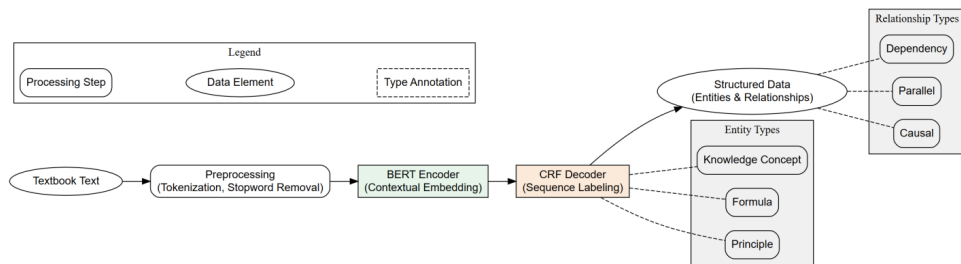 Legend
Processing Step
Data Element
Type Annotation
Relationship Types
Dependency
Parallel
Causal
Structured Data
(Entities & Relationships)
Entity Types
Knowledge Concept
Formula
Principle
Textbook Text
Preprocessing
(Tokenization, Stopword Removal)
BERT Encoder
(Contextual Embedding)
CRF Decoder
(Sequence Labeling)